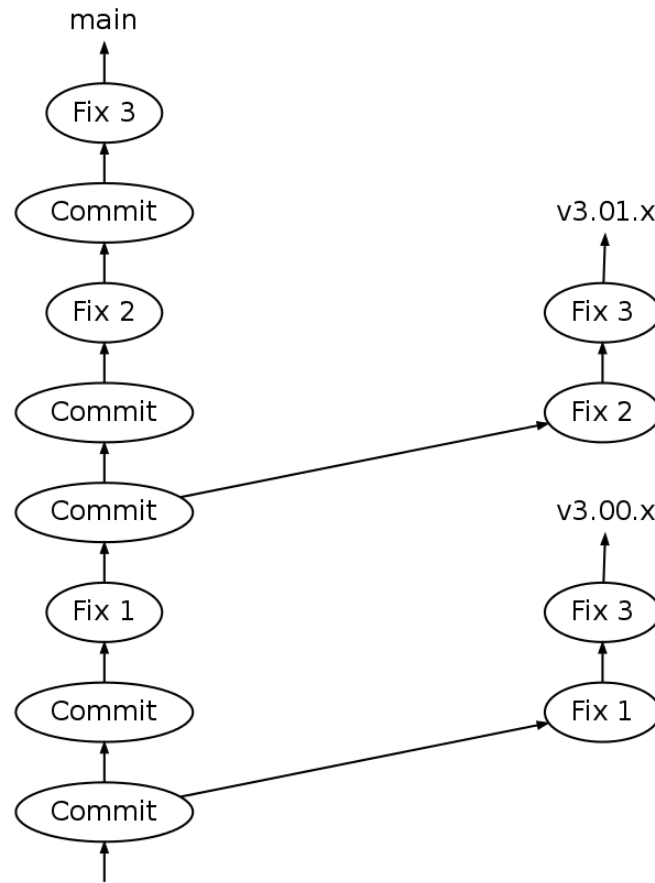 main
Fix 3
Commit
v3.01.x
Fix 2
Fix 3
Commit
Fix 2
Commit
v3.00.x
Fix 1
Fix 3
Commit
Fix 1
Commit